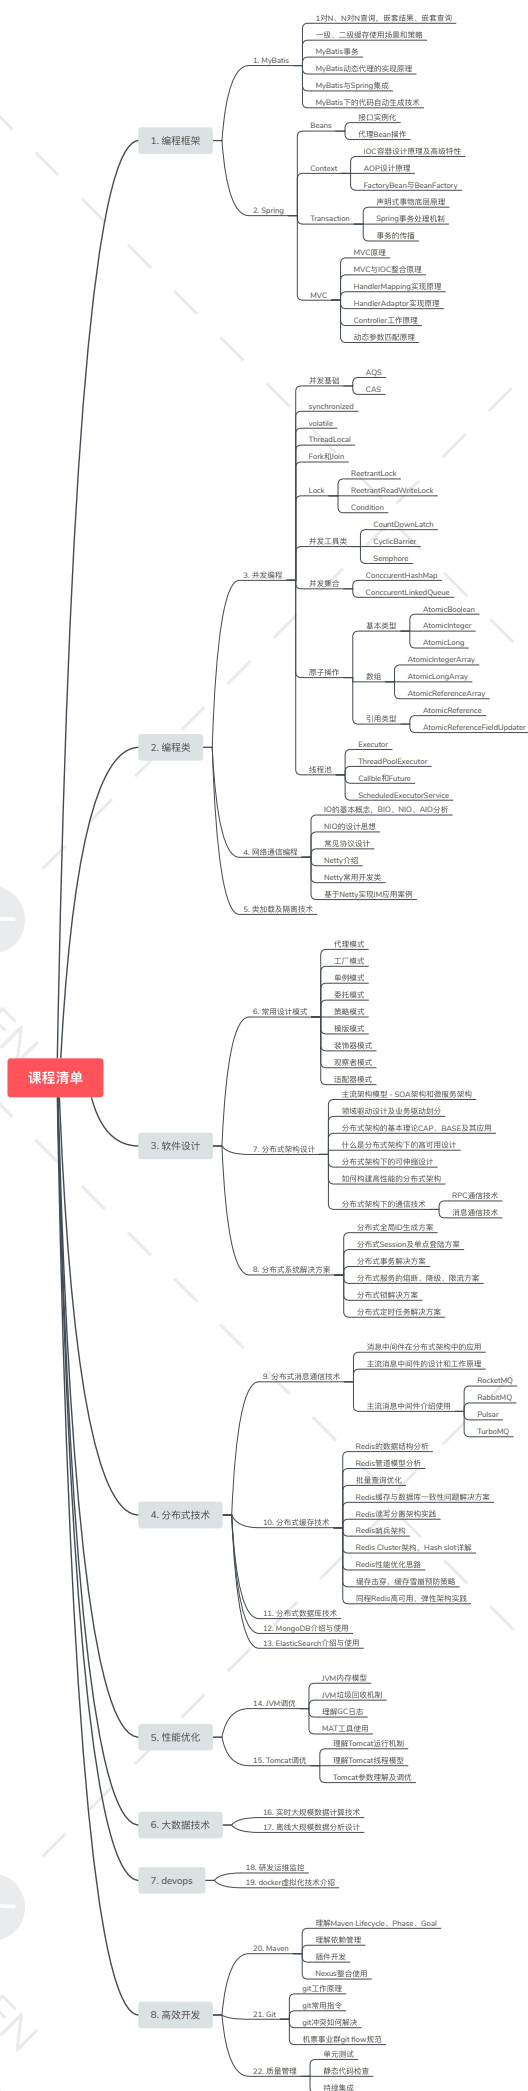 课程清单
1. 编程框架
1. MyBatis
1对N、N对N查询，嵌套结果、嵌套查询
一级、二级缓存使用场景和策略
MyBatis事务
MyBatis动态代理的实现原理
MyBatis与Spring集成
MyBatis下的代码自动生成技术
2. Spring
Beans
接口实例化
代理Bean操作
Context
IOC容器设计原理及高级特性
AOP设计原理
FactoryBean与BeanFactory
Transaction
声明式事物底层原理
Spring事务处理机制
事务的传播
MVC
MVC原理
MVC与IOC整合原理
HandlerMapping实现原理
HandlerAdaptor实现原理
Controller工作原理
动态参数匹配原理
2. 编程类
3. 并发编程
并发基础
AQS
CAS
synchronized
volatile
ThreadLocal
Fork和Join
Lock
ReetrantLock
ReetrantReadWriteLock
Condition
并发工具类
CountDownLatch
CyclicBarrier
Semphore
并发集合
ConccurentHashMap
ConccurentLinkedQueue
原子操作
基本类型
AtomicBoolean
AtomicInteger
AtomicLong
数组
AtomicIntegerArray
AtomicLongArray
AtomicReferenceArray
引用类型
AtomicReference
AtomicReferenceFieldUpdater
线程池
Executor
ThreadPoolExecutor
Callble和Future
ScheduledExecutorService
4. 网络通信编程
IO的基本概念，BIO、NIO、AIO分析
NIO的设计思想
常见协议设计
Netty介绍
Netty常用开发类
基于Netty实现IM应用案例
5. 类加载及隔离技术
3. 软件设计
6. 常用设计模式
代理模式
工厂模式
单例模式
委托模式
策略模式
模版模式
装饰器模式
观察者模式
适配器模式
7. 分布式架构设计
主流架构模型 - SOA架构和微服务架构
领域驱动设计及业务驱动划分
分布式架构的基本理论CAP、BASE及其应用
什么是分布式架构下的高可用设计
分布式架构下的可伸缩设计
如何构建高性能的分布式架构
分布式架构下的通信技术
RPC通信技术
消息通信技术
8. 分布式系统解决方案
分布式全局ID生成方案
分布式Session及单点登陆方案
分布式事务解决方案
分布式服务的熔断、降级、限流方案
分布式锁解决方案
分布式定时任务解决方案
4. 分布式技术
9. 分布式消息通信技术
消息中间件在分布式架构中的应用
主流消息中间件的设计和工作原理
主流消息中间件介绍使用
RocketMQ
RabbitMQ
Pulsar
TurboMQ
10. 分布式缓存技术
Redis的数据结构分析
Redis管道模型分析
批量查询优化
Redis缓存与数据库一致性问题解决方案
Redis读写分离架构实践
Redis哨兵架构
Redis Cluster架构，Hash slot详解
Redis性能优化思路
缓存击穿、缓存雪崩预防策略
同程Redis高可用、弹性架构实践
11. 分布式数据库技术
12. MongoDB介绍与使用
13. ElasticSearch介绍与使用
5. 性能优化
14. JVM调优
JVM内存模型
JVM垃圾回收机制
理解GC日志
MAT工具使用
15. Tomcat调优
理解Tomcat运行机制
理解Tomcat线程模型
Tomcat参数理解及调优
6. 大数据技术
16. 实时大规模数据计算技术
17. 离线大规模数据分析设计
7. devops
18. 研发运维监控
19. docker虚拟化技术介绍
8. 高效开发
20. Maven
理解Maven Lifecycle、Phase、Goal
理解依赖管理
插件开发
Nexus整合使用
21. Git
git工作原理
git常用指令
git冲突如何解决
机票事业群git flow规范
22. 质量管理
单元测试
静态代码检查
持续集成